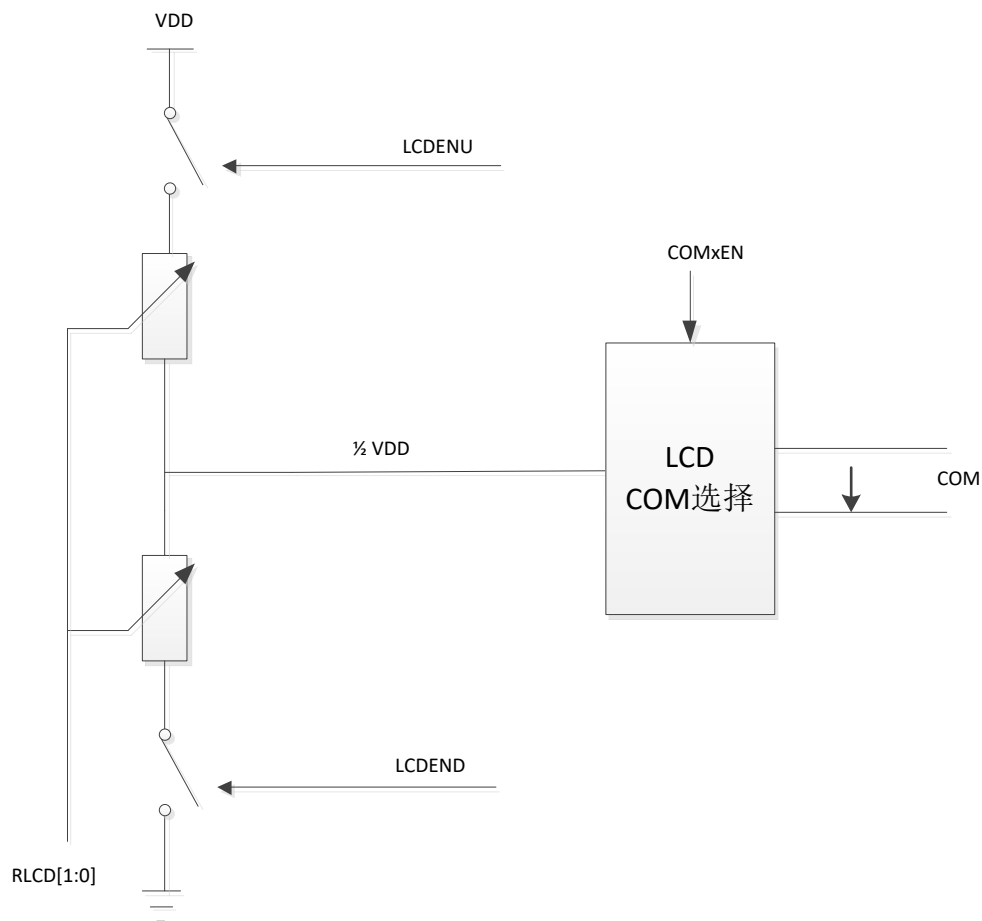 VDD
LCDENU
COMxEN
½ VDD
LCD
COM选择
COM
LCDEND
RLCD[1:0]